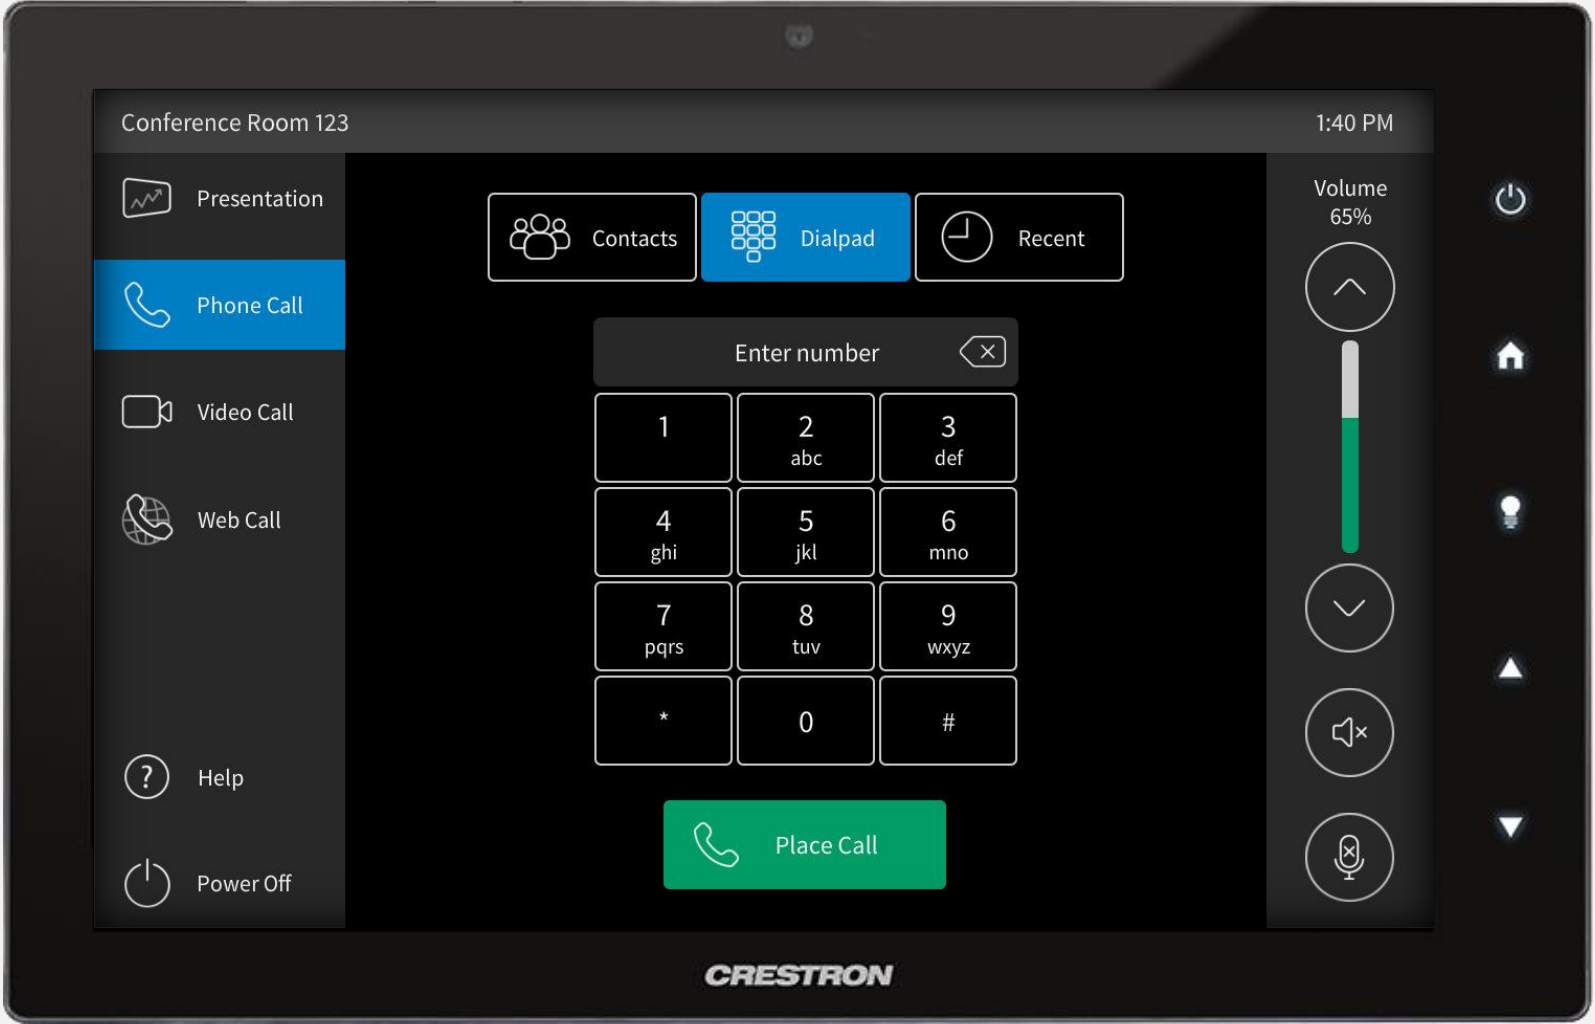 Conference Room 123
1:40 PM
Presentation
Phone Call
Video Call
Web Call
Help
Power Off
Contacts
Dialpad
Recent
Enter number
1
2
abc
3
def
4
ghi
5
jkl
6
mno
7
pqrs
8
tuv
9
wxyz
*
0
#
Place Call
Volume
65%
CRESTRON